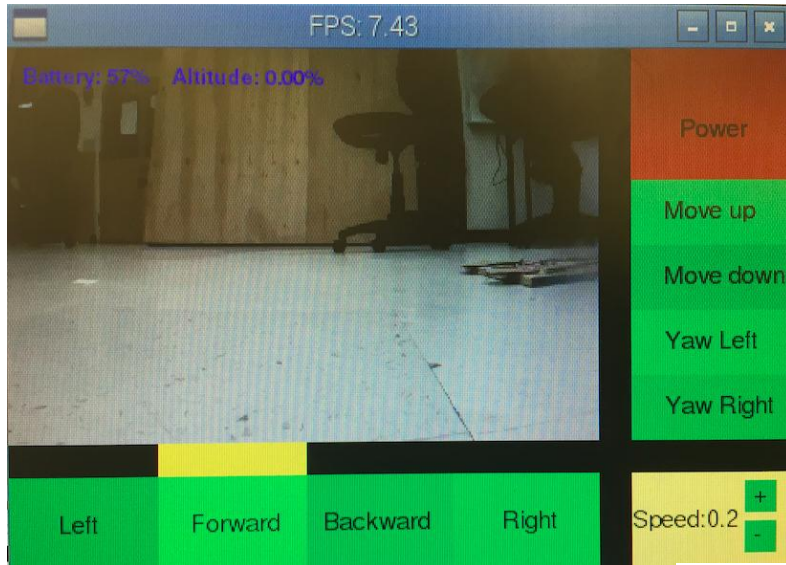 FPS: 7.43
Battery: 57% Altitude: 0.00%
Power
Move up
Move down
Yaw Left
Yaw Right
Left Forward Backward Right
Speed:0.2
+
-